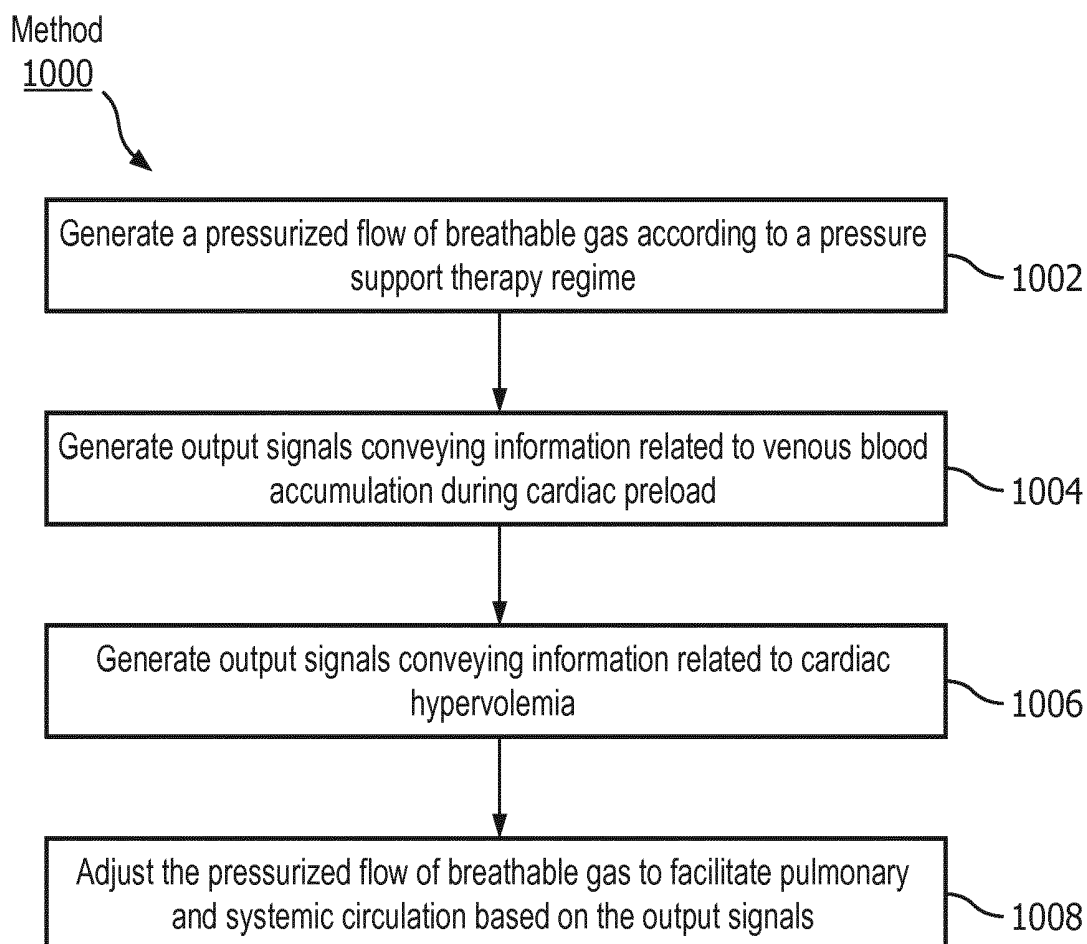 Method
1000
Generate a pressurized flow of breathable gas according to a pressure
support therapy regime
1002
Generate output signals conveying information related to venous blood
accumulation during cardiac preload
1004
Generate output signals conveying information related to cardiac
hypervolemia
1006
Adjust the pressurized flow of breathable gas to facilitate pulmonary
and systemic circulation based on the output signals
1008